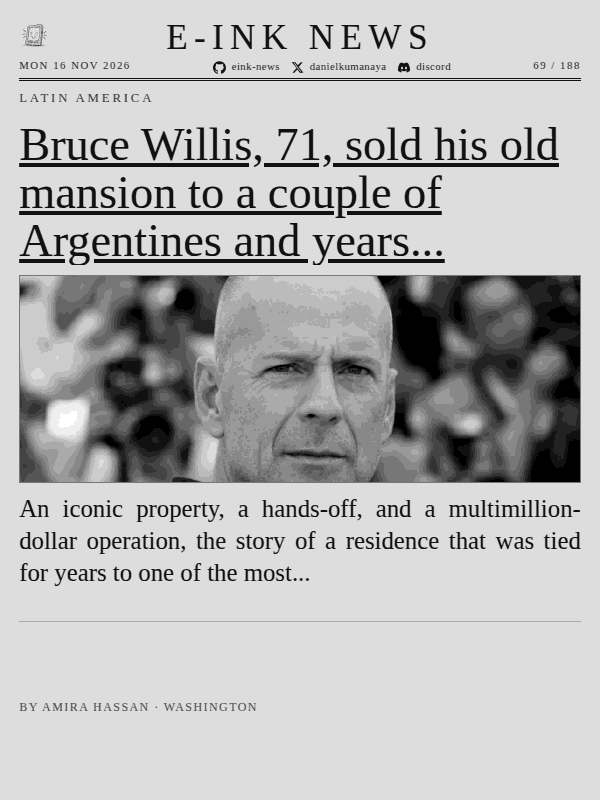 E-INK NEWS
MON 16 NOV 2026
eink-news danielkumanaya discord
69 / 188
LATIN AMERICA
Bruce Willis, 71, sold his old
mansion to a couple of
Argentines and years...
An iconic property, a hands-off, and a multimillion-
dollar operation, the story of a residence that was tied
for years to one of the most...
BY AMIRA HASSAN · WASHINGTON